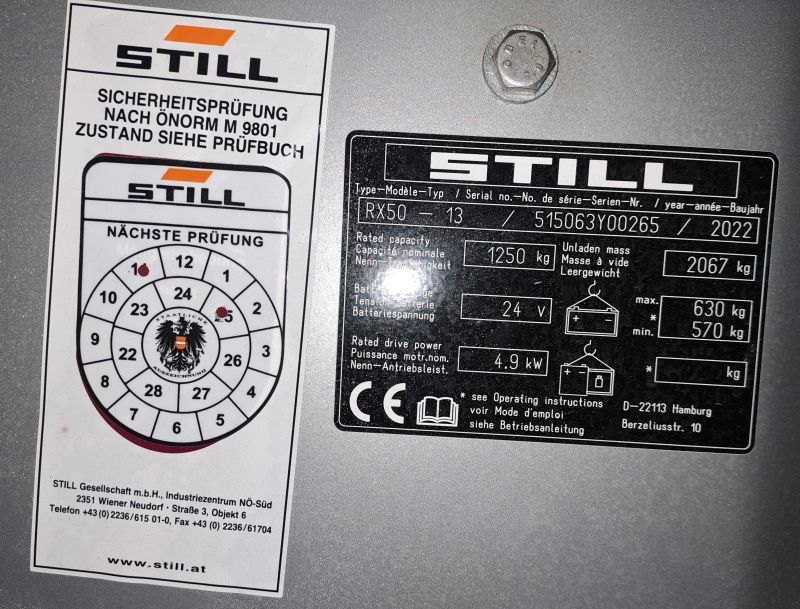 STILL
SICHERHEITSPRÜFUNG
NACH ÖNORM M 9801
ZUSTAND SIEHE PRÜFBUCH
STILL
NÄCHSTE PRÜFUNG
12
1
2
3
4
5
6
7
8
9
10
24
23
22
28
27
26
STAATLICHE
AUSZEICHNUNG
STILL Gesellschaft m.b.H., Industriezentrum NÖ-Süd
2351 Wiener Neudorf · Straße 3, Objekt 6
Telefon +43 (0) 2236/615 01-0, Fax +43 (0) 2236/61704
www.still.at
STILL
Type-Modèle-Typ / Serial no.-No. de série-Serien-Nr. / year-année-Baujahr
RX50 - 13 / 515063Y00265 / 2022
Rated capacity
Capacité nominale
1250 kg
Unladen mass
Masse à vide
Leergewicht
2067 kg
Tension batterie
Batteriespannung
24 V
max. 630 kg
*
min. 570 kg
Rated drive power
Puissance motr.nom.
Nenn-Antriebsleist.
4.9 kW
* kg
CE
* see Operating instructions
voir Mode d'emploi
siehe Betriebsanleitung
D-22113 Hamburg
Berzeliusstr. 10